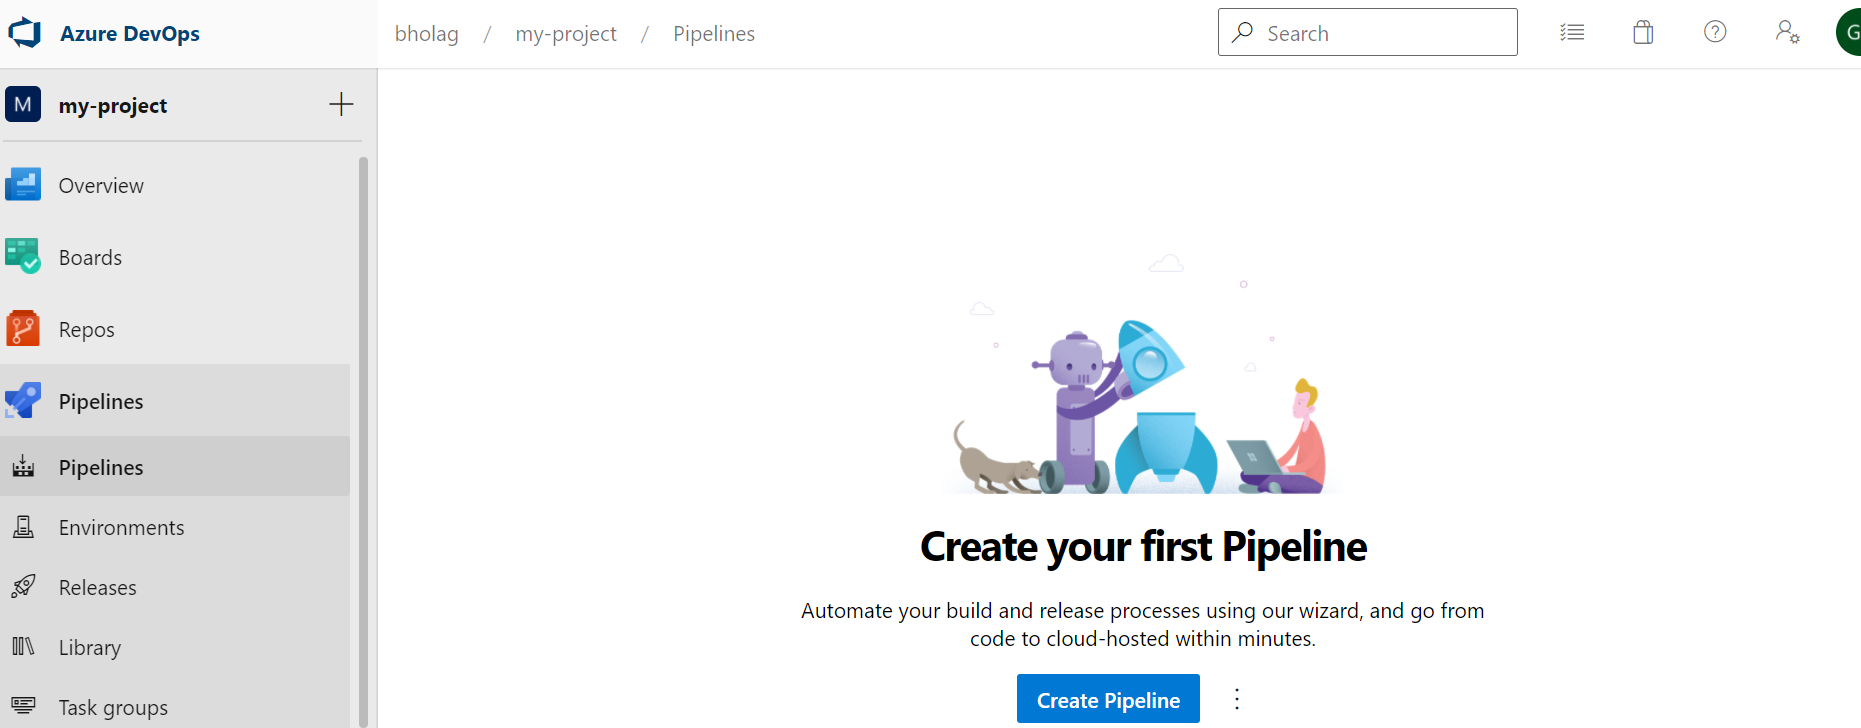 Azure DevOps
bholag / my-project / Pipelines
Search
G
M my-project
Overview
Boards
Repos
Pipelines
Pipelines
Environments
Releases
Library
Task groups
Create your first Pipeline
Automate your build and release processes using our wizard, and go from
code to cloud-hosted within minutes.
Create Pipeline